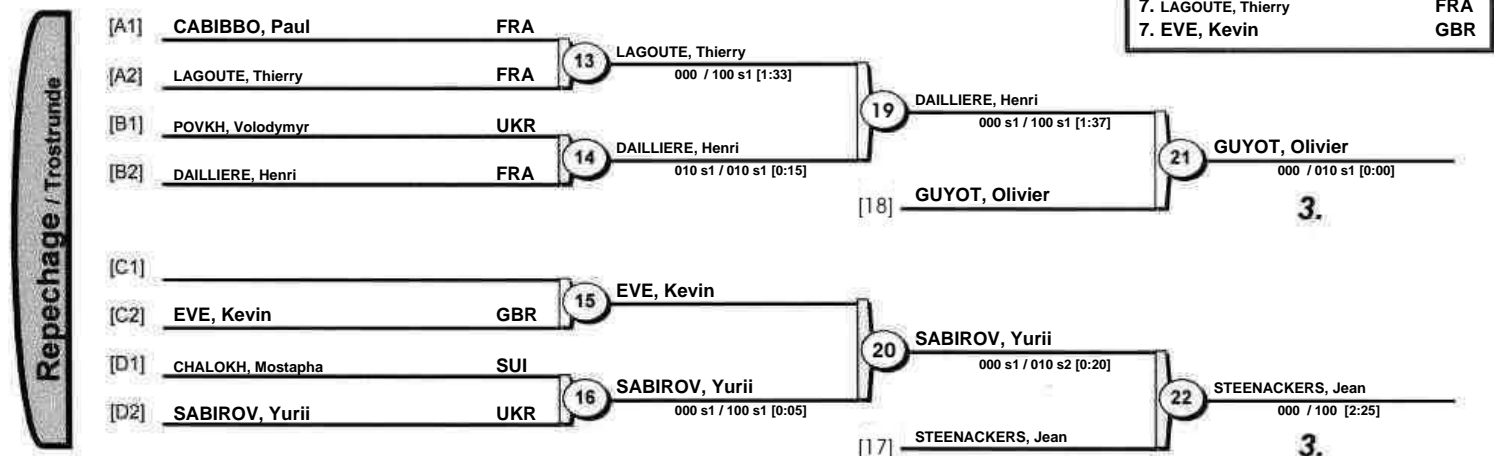 7. LAGOUTE, Thierry FRA
7. EVE, Kevin GBR
Repechage / Trostrunde
[A1] CABIBBO, Paul FRA
13 LAGOUTE, Thierry
[A2] LAGOUTE, Thierry FRA
000 / 100 s1 [1:33]
19 DAILLIERE, Henri
000 s1 / 100 s1 [1:37]
[B1] POVKH, Volodymyr UKR
14 DAILLIERE, Henri
[B2] DAILLIERE, Henri FRA
010 s1 / 010 s1 [0:15]
21 GUYOT, Olivier
000 / 010 s1 [0:00]
[18] GUYOT, Olivier
3.
[C1]
15 EVE, Kevin
[C2] EVE, Kevin GBR
20 SABIROV, Yurii
000 s1 / 010 s2 [0:20]
[D1] CHALOKH, Mostapha SUI
16 SABIROV, Yurii
[D2] SABIROV, Yurii UKR
000 s1 / 100 s1 [0:05]
22 STEENACKERS, Jean
000 / 100 [2:25]
[17] STEENACKERS, Jean
3.